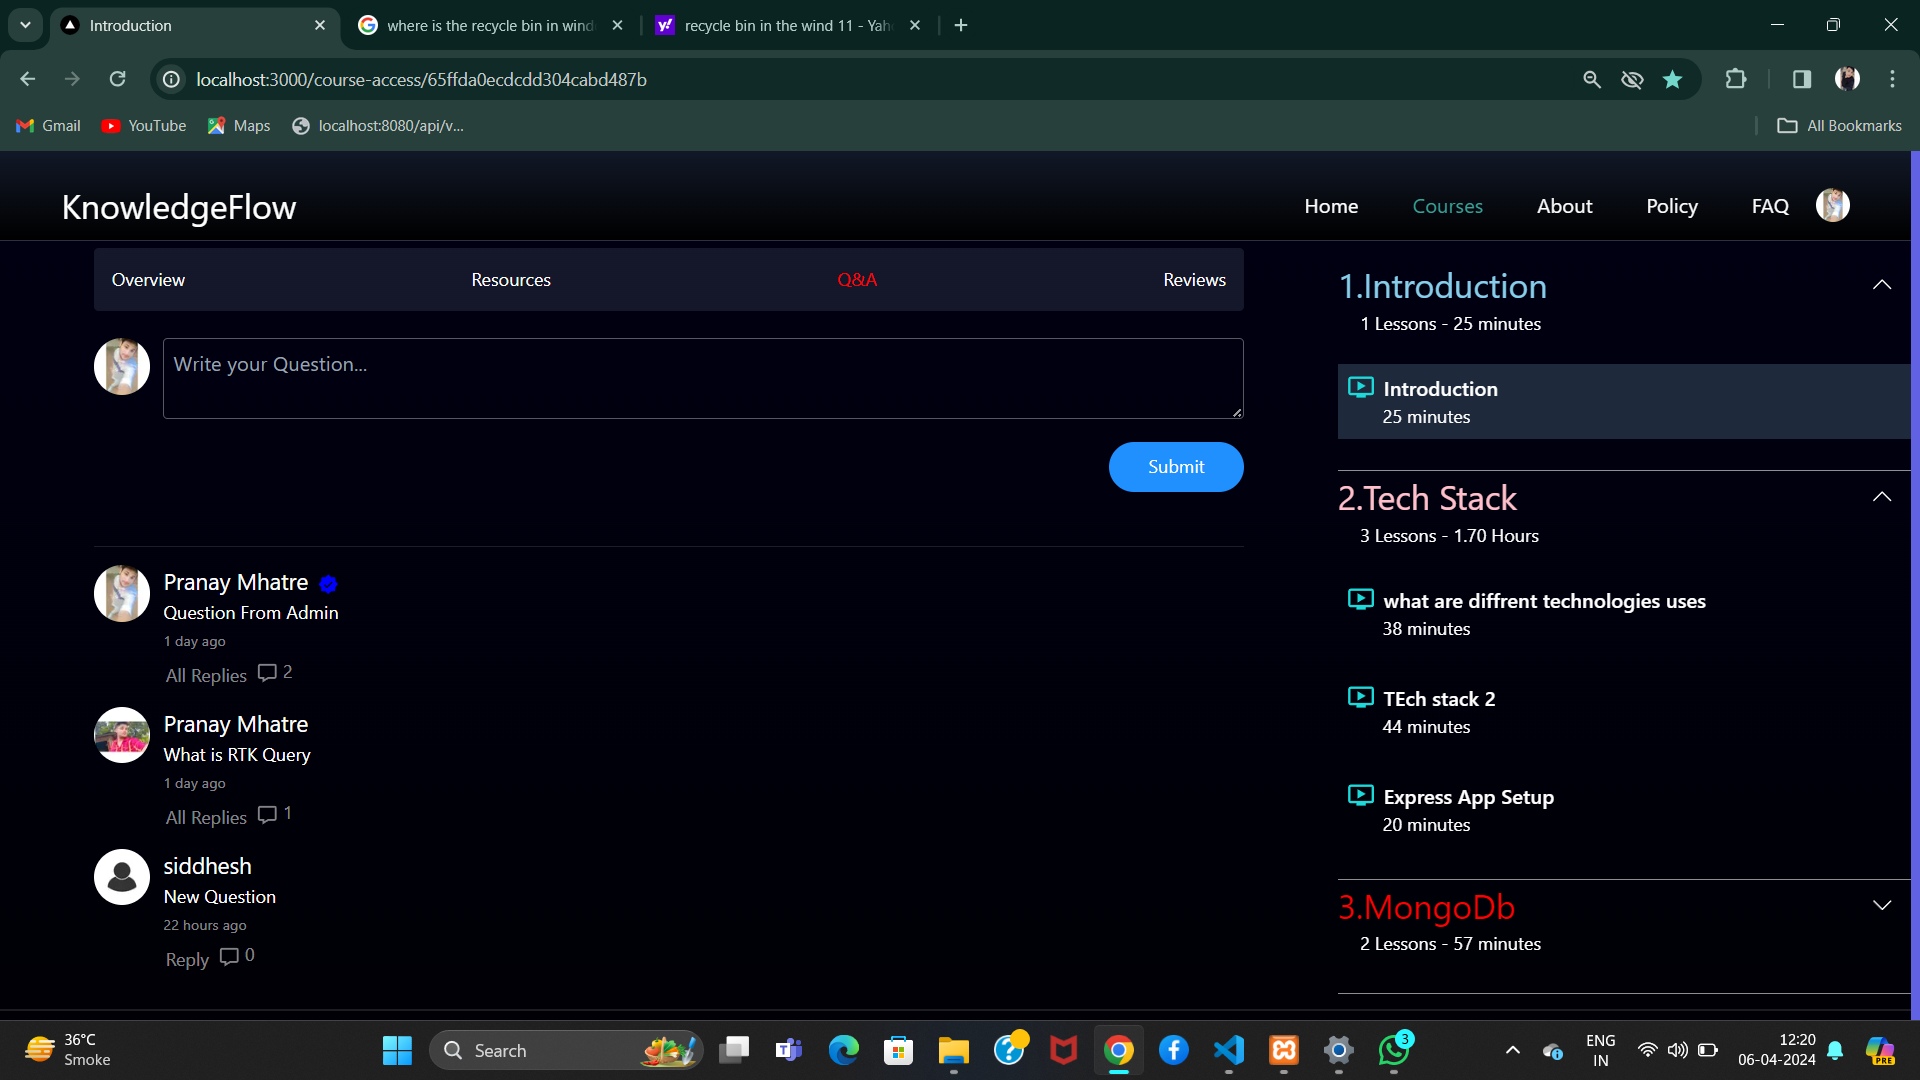 Introduction
where is the recycle bin in wind
recycle bin in the wind 11 - Yah
localhost:3000/course-access/65ffda0ecdcdd304cabd487b
Gmail
YouTube
Maps
localhost:8080/api/v...
All Bookmarks
KnowledgeFlow
Home
Courses
About
Policy
FAQ
Overview
Resources
Q&A
Reviews
Write your Question...
Submit
Pranay Mhatre
Question From Admin
1 day ago
All Replies 2
Pranay Mhatre
What is RTK Query
1 day ago
All Replies 1
siddhesh
New Question
22 hours ago
Reply 0
1.Introduction
1 Lessons - 25 minutes
Introduction
25 minutes
2.Tech Stack
3 Lessons - 1.70 Hours
what are diffrent technologies uses
38 minutes
TEch stack 2
44 minutes
Express App Setup
20 minutes
3.MongoDb
2 Lessons - 57 minutes
36°C
Smoke
Search
3
ENG
IN
12:20
06-04-2024
PRE